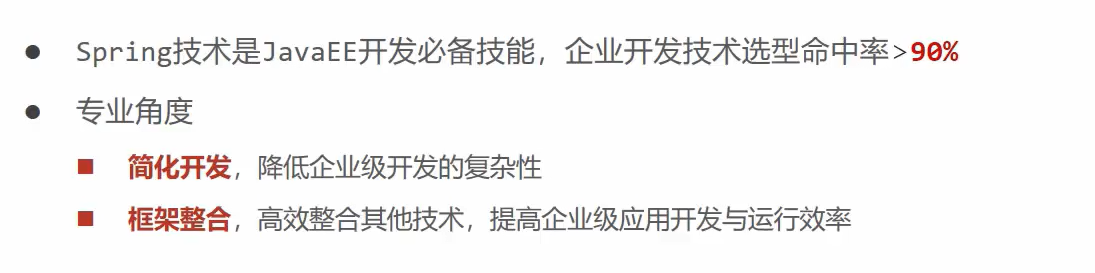 Spring技术是JavaEE开发必备技能，企业开发技术选型命中率>90%
专业角度
简化开发，降低企业级开发的复杂性
框架整合，高效整合其他技术，提高企业级应用开发与运行效率